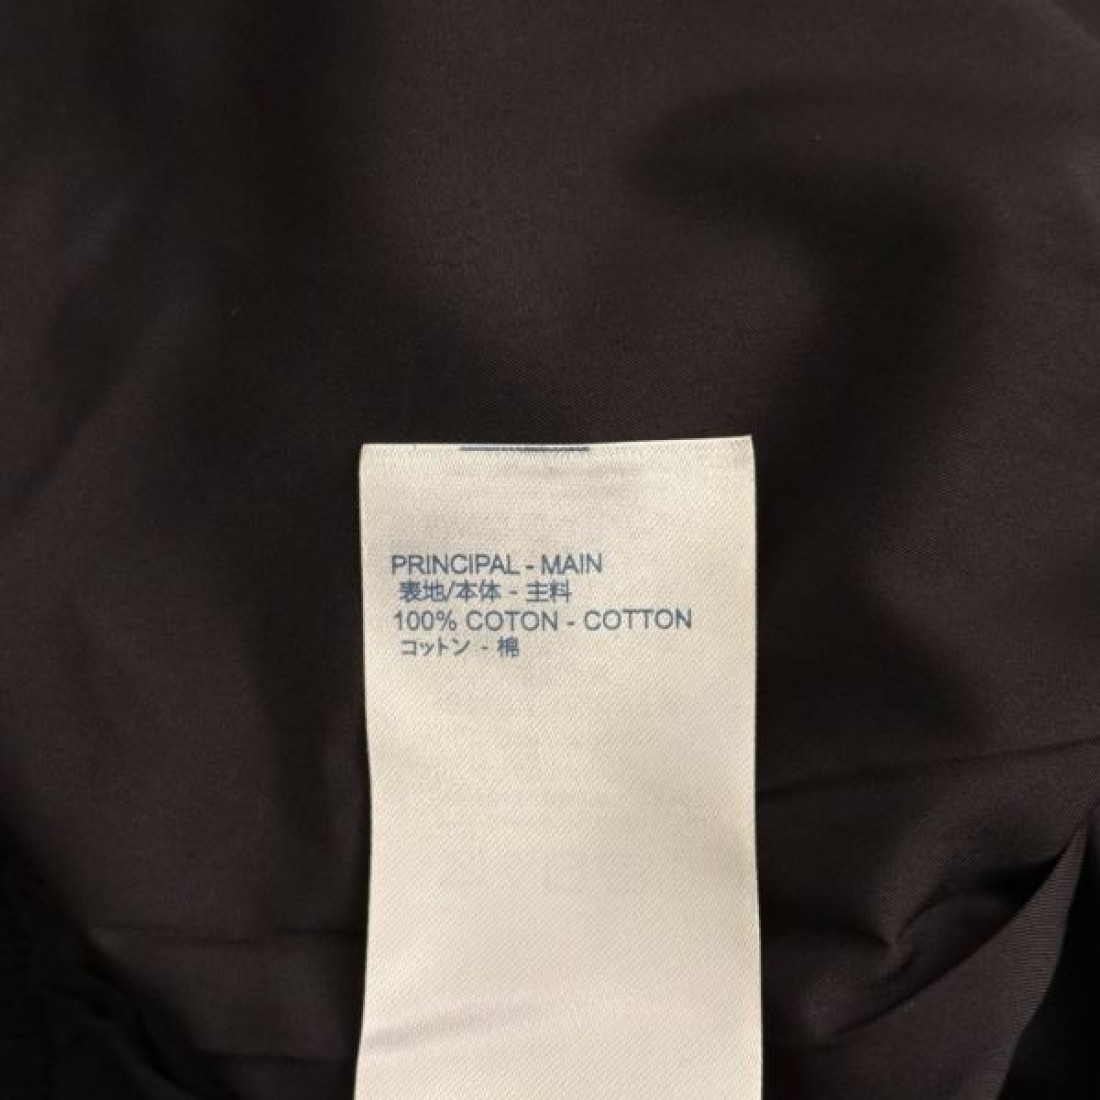 PRINCIPAL - MAIN
表地/本体 - 主料
100% COTON - COTTON
コットン - 棉